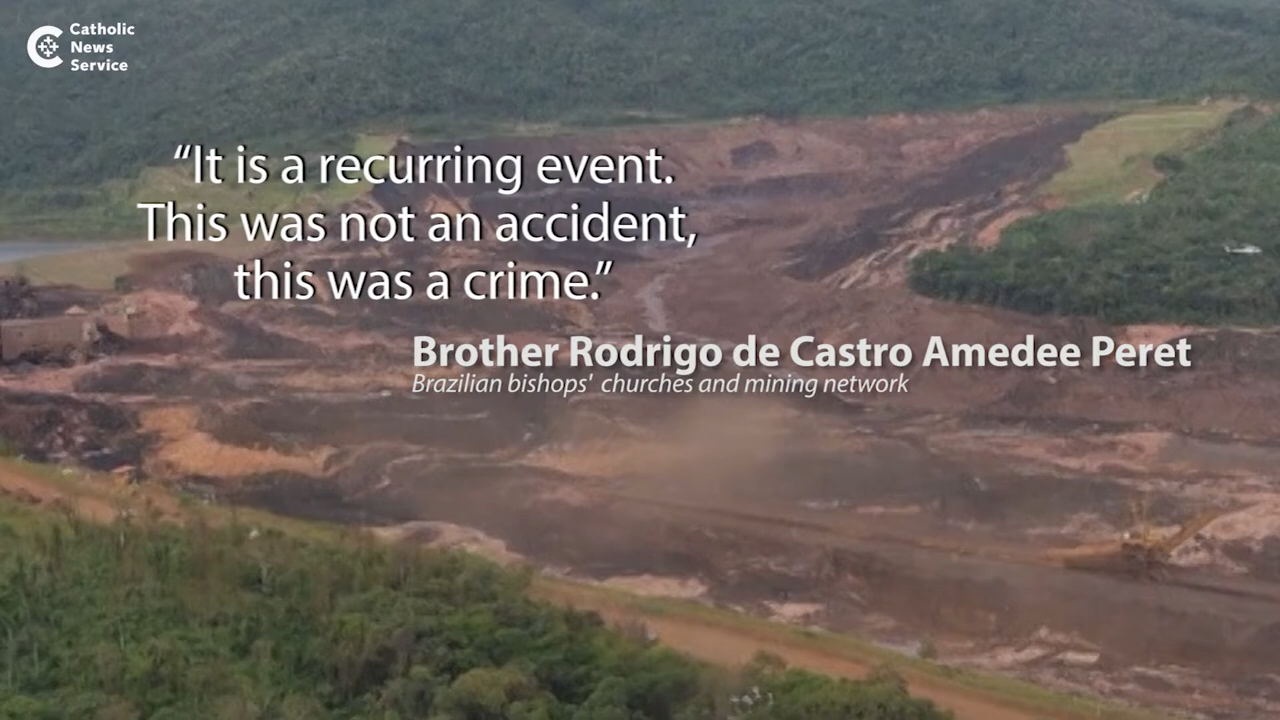 Catholic
News
Service
“It is a recurring event.
This was not an accident,
this was a crime.”
Brother Rodrigo de Castro Amedee Peret
Brazilian bishops' churches and mining network